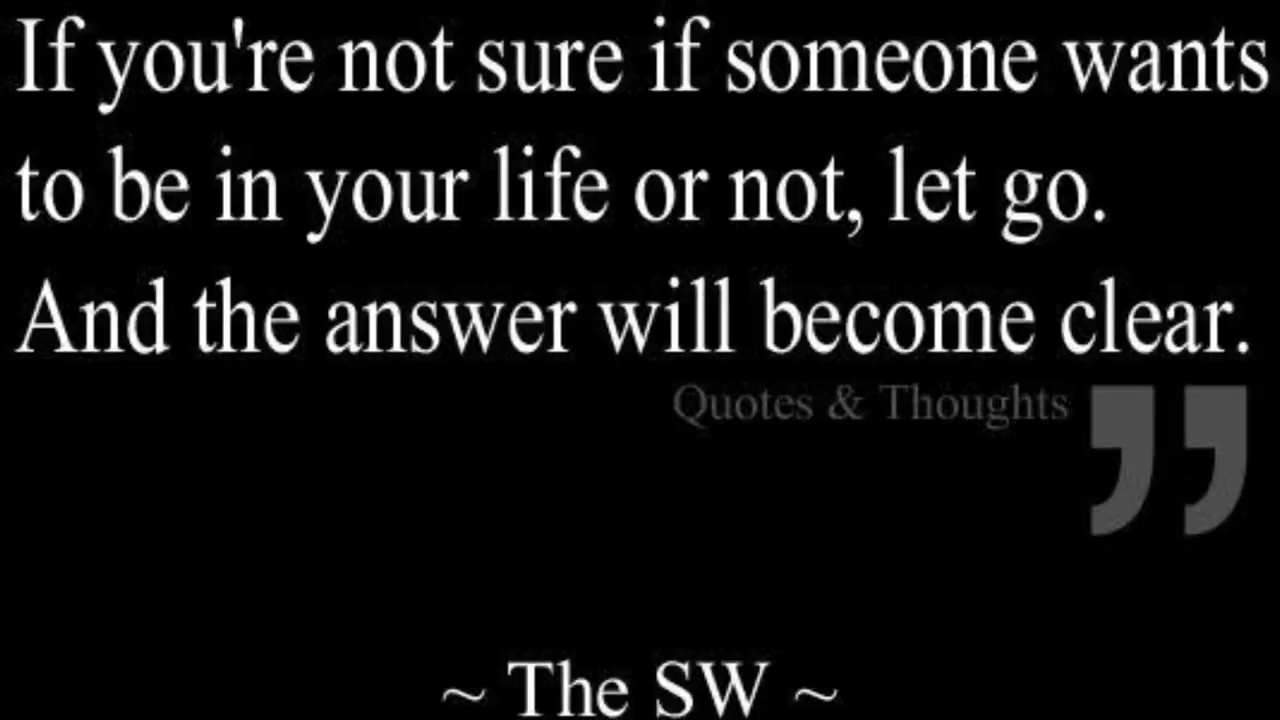 If you're not sure if someone wants
to be in your life or not, let go.
And the answer will become clear.
Quotes & Thoughts ”
~ The SW ~